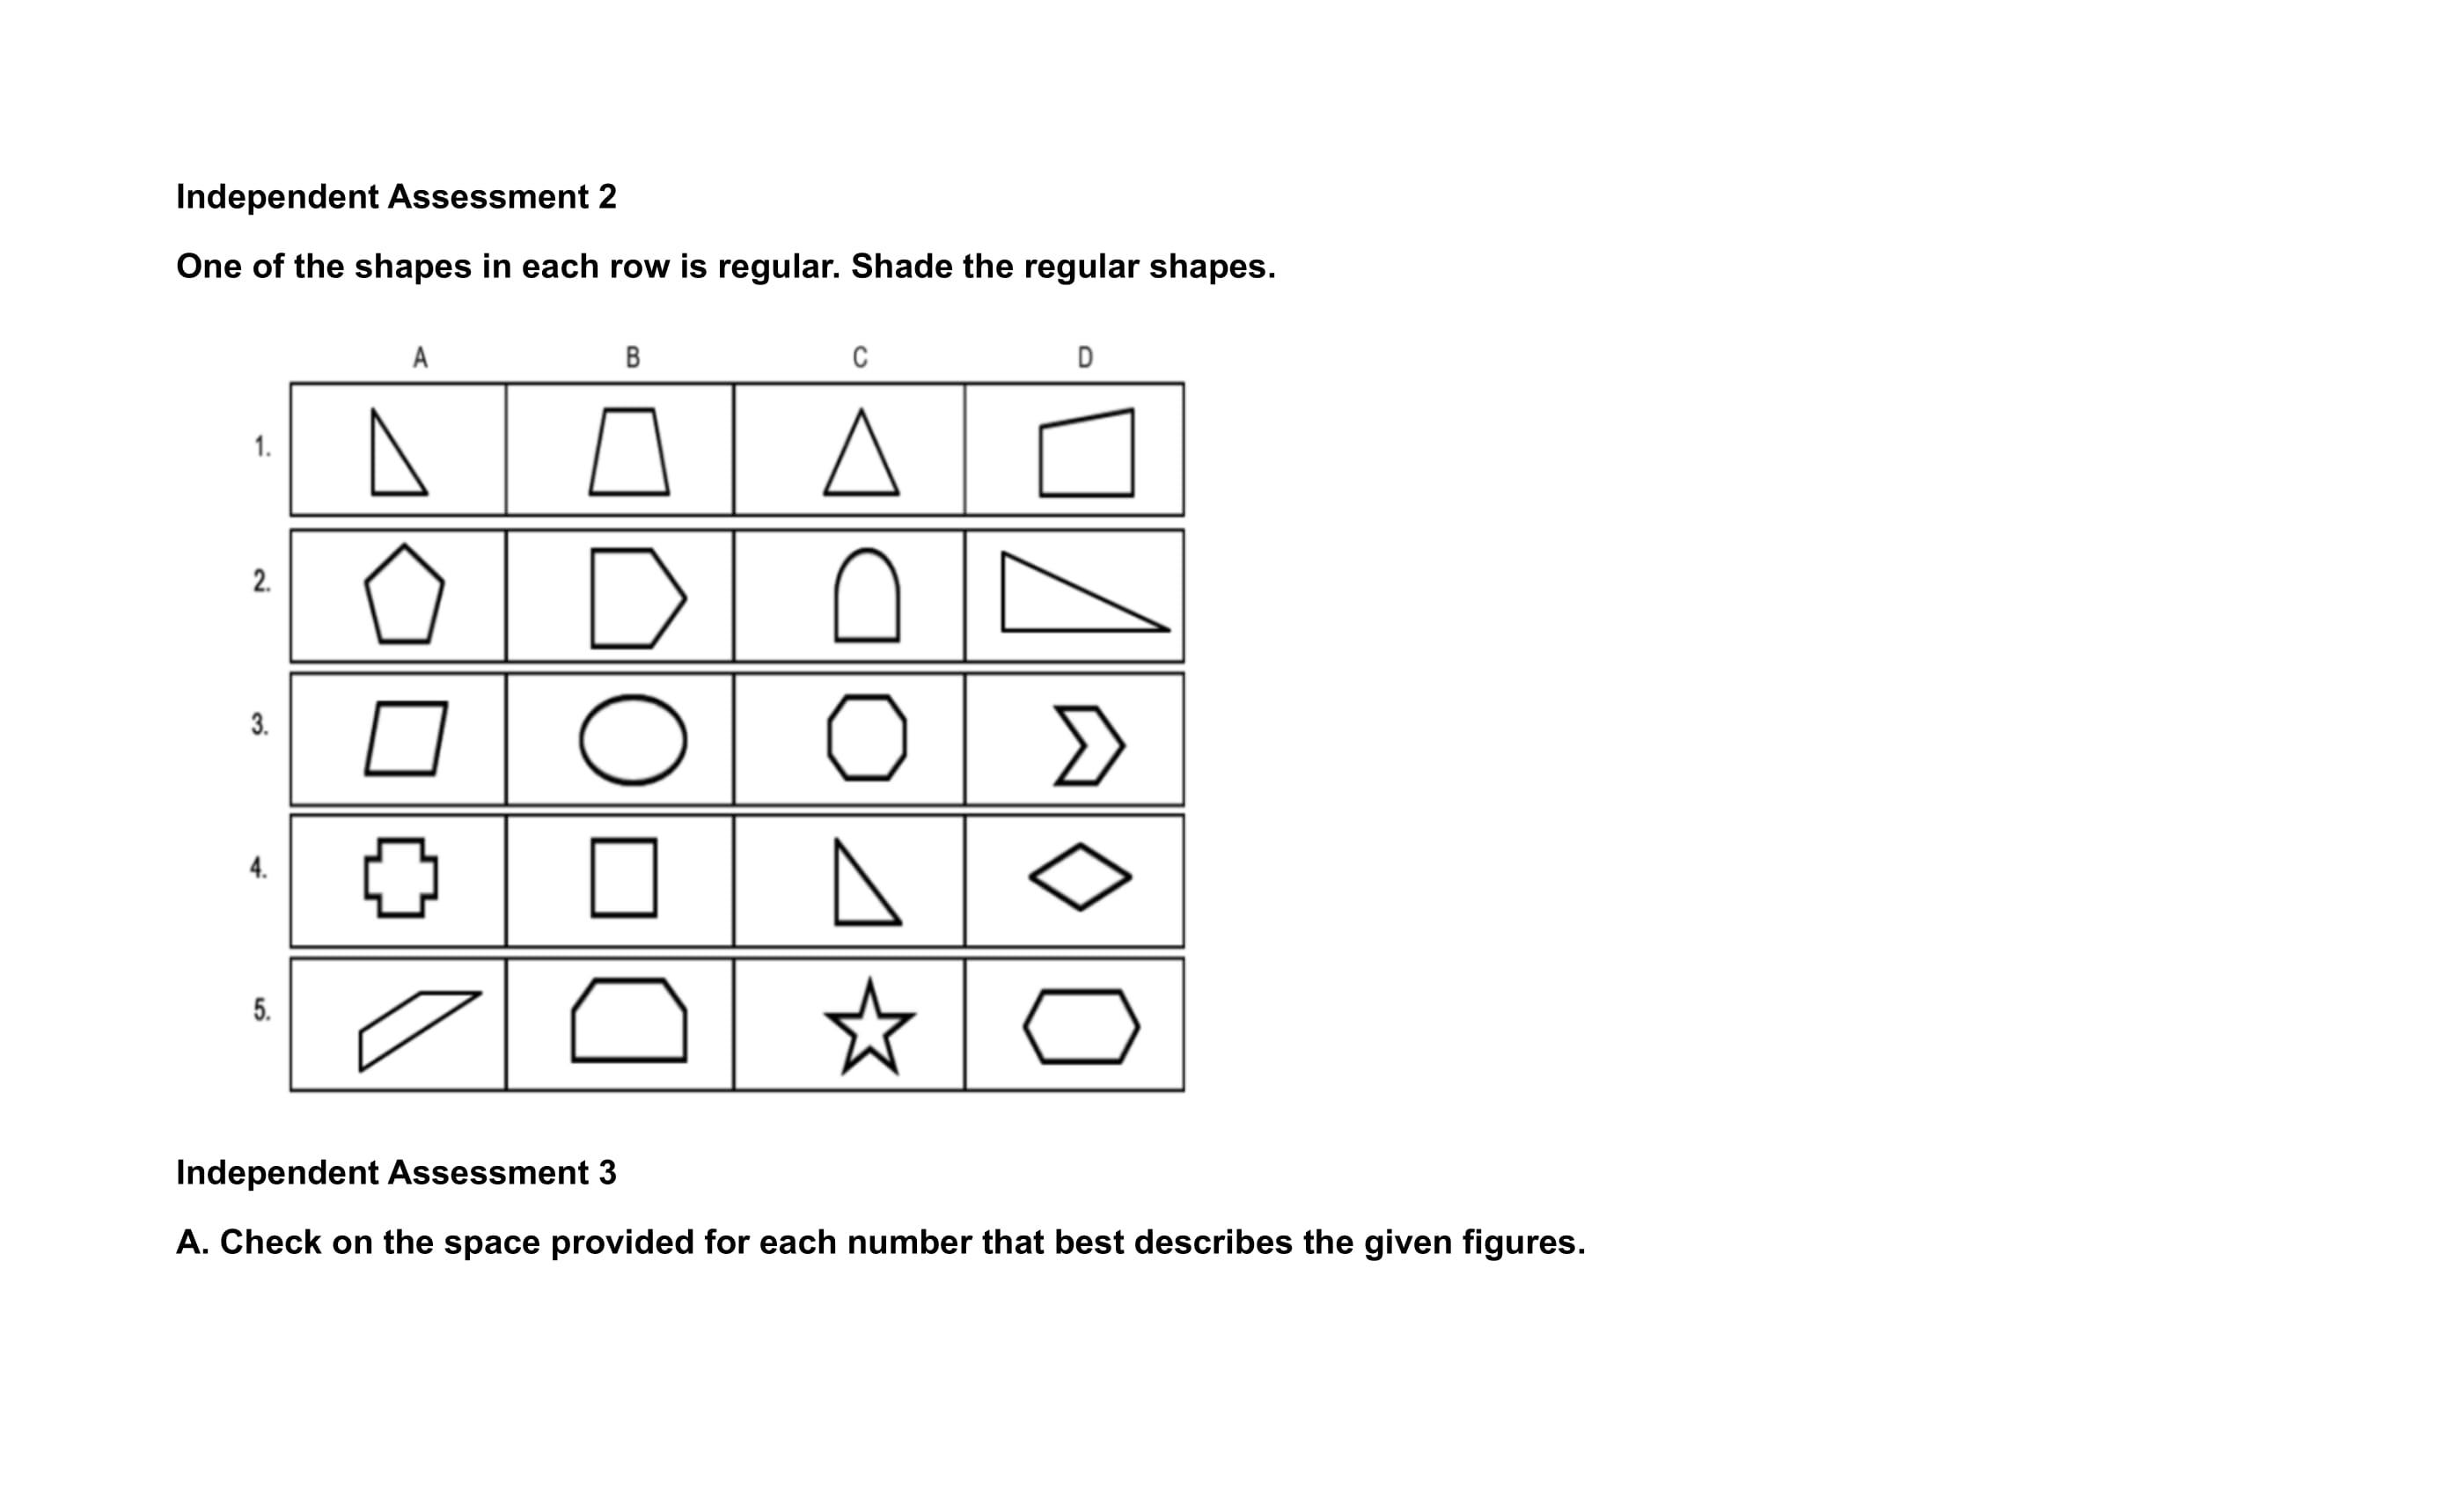 Independent Assessment 2
One of the shapes in each row is regular. Shade the regular shapes.
A B C D
1.
2.
3.
4.
5.
Independent Assessment 3
A. Check on the space provided for each number that best describes the given figures.